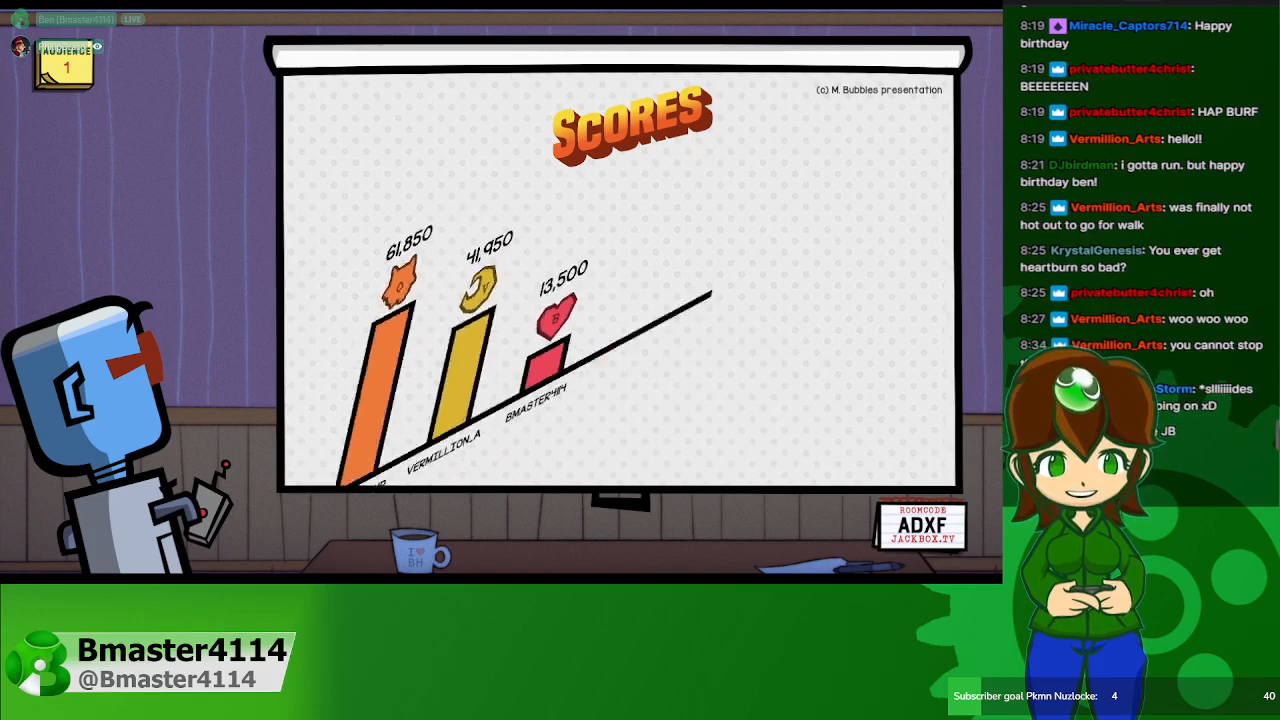 Ben (Bmaster4114) LIVE
AUDIENCE
1
(c) M. Bubbles presentation
SCORES
61,850
41,950
13,500
VERMILLION_A
BMASTER4114
I ♥
BH
ROOMCODE
ADXF
JACKBOX.TV
Bmaster4114
@Bmaster4114
8:19 Miracle_Captors714: Happy
birthday
8:19 privatebutter4christ:
BEEEEEEEN
8:19 privatebutter4christ: HAP BURF
8:19 Vermillion_Arts: hello!!
8:21 DJbirdman: i gotta run. but happy
birthday ben!
8:25 Vermillion_Arts: was finally not
hot out to go for walk
8:25 KrystalGenesis: You ever get
heartburn so bad?
8:25 privatebutter4christ: oh
8:27 Vermillion_Arts: woo woo woo
8:34 Vermillion_Arts: you cannot stop
Storm: *slliiiiides
ping on xD
JB
Subscriber goal Pkmn Nuzlocke: 4 40